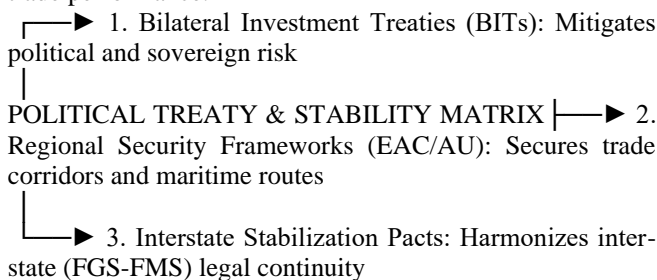 ┌──► 1. Bilateral Investment Treaties (BITs): Mitigates
political and sovereign risk
│
POLITICAL TREATY & STABILITY MATRIX ├──► 2.
Regional Security Frameworks (EAC/AU): Secures trade
corridors and maritime routes
│
└──► 3. Interstate Stabilization Pacts: Harmonizes inter-
state (FGS-FMS) legal continuity